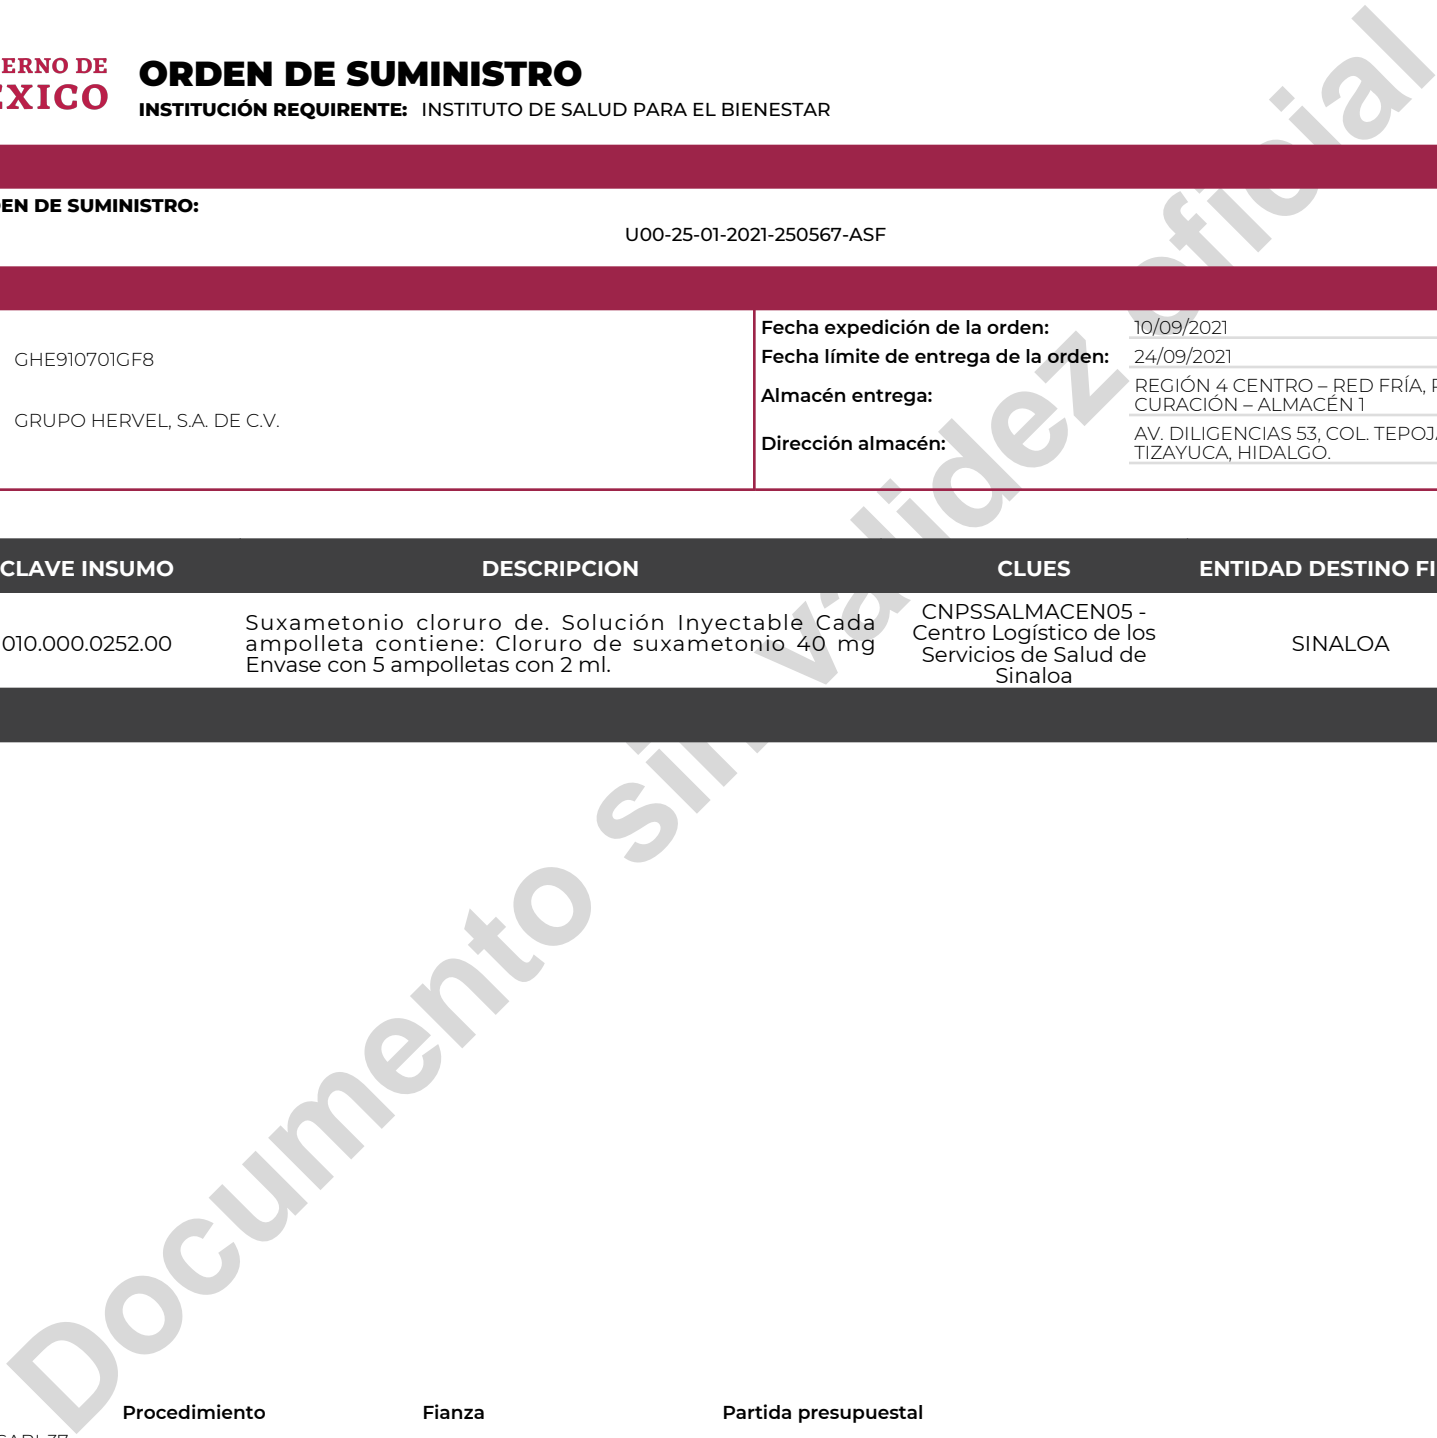 ERNO DE
ÉXICO
ORDEN DE SUMINISTRO
INSTITUCIÓN REQUIRENTE: INSTITUTO DE SALUD PARA EL BIENESTAR
EN DE SUMINISTRO:
U00-25-01-2021-250567-ASF
GHE910701GF8
GRUPO HERVEL, S.A. DE C.V.
Fecha expedición de la orden: 10/09/2021
Fecha límite de entrega de la orden: 24/09/2021
Almacén entrega: REGIÓN 4 CENTRO – RED FRÍA,
CURACIÓN – ALMACÉN 1
Dirección almacén: AV. DILIGENCIAS 53, COL. TEPOJ
TIZAYUCA, HIDALGO.
CLAVE INSUMO DESCRIPCION CLUES ENTIDAD DESTINO FI
010.000.0252.00
Suxametonio cloruro de. Solución Inyectable Cada
ampolleta contiene: Cloruro de suxametonio 40 mg
Envase con 5 ampolletas con 2 ml.
CNPSSALMACEN05 -
Centro Logístico de los
Servicios de Salud de
Sinaloa
SINALOA
Documento sin validez oficial
Procedimiento Fianza Partida presupuestal